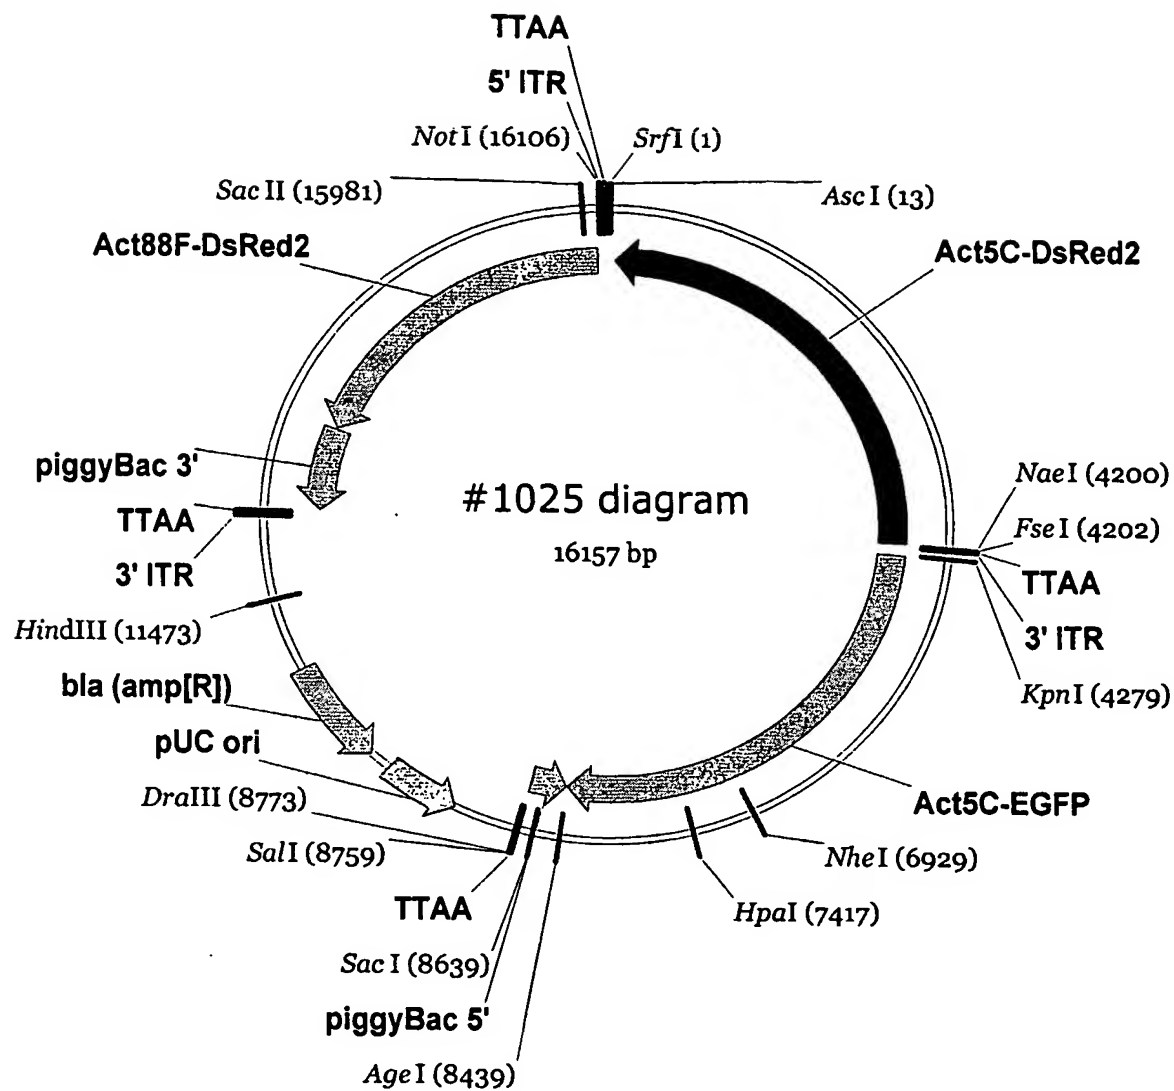 TTAA
5' ITR
NotI (16106)
SrfI (1)
SacII (15981)
AscI (13)
Act88F-DsRed2
Act5C-DsRed2
piggyBac 3'
TTAA
3' ITR
HindIII (11473)
#1025 diagram
16157 bp
NaeI (4200)
FseI (4202)
TTAA
3' ITR
KpnI (4279)
bla (amp[R])
pUC ori
DraIII (8773)
SalI (8759)
TTAA
SacI (8639)
piggyBac 5'
AgeI (8439)
Act5C-EGFP
NheI (6929)
HpaI (7417)